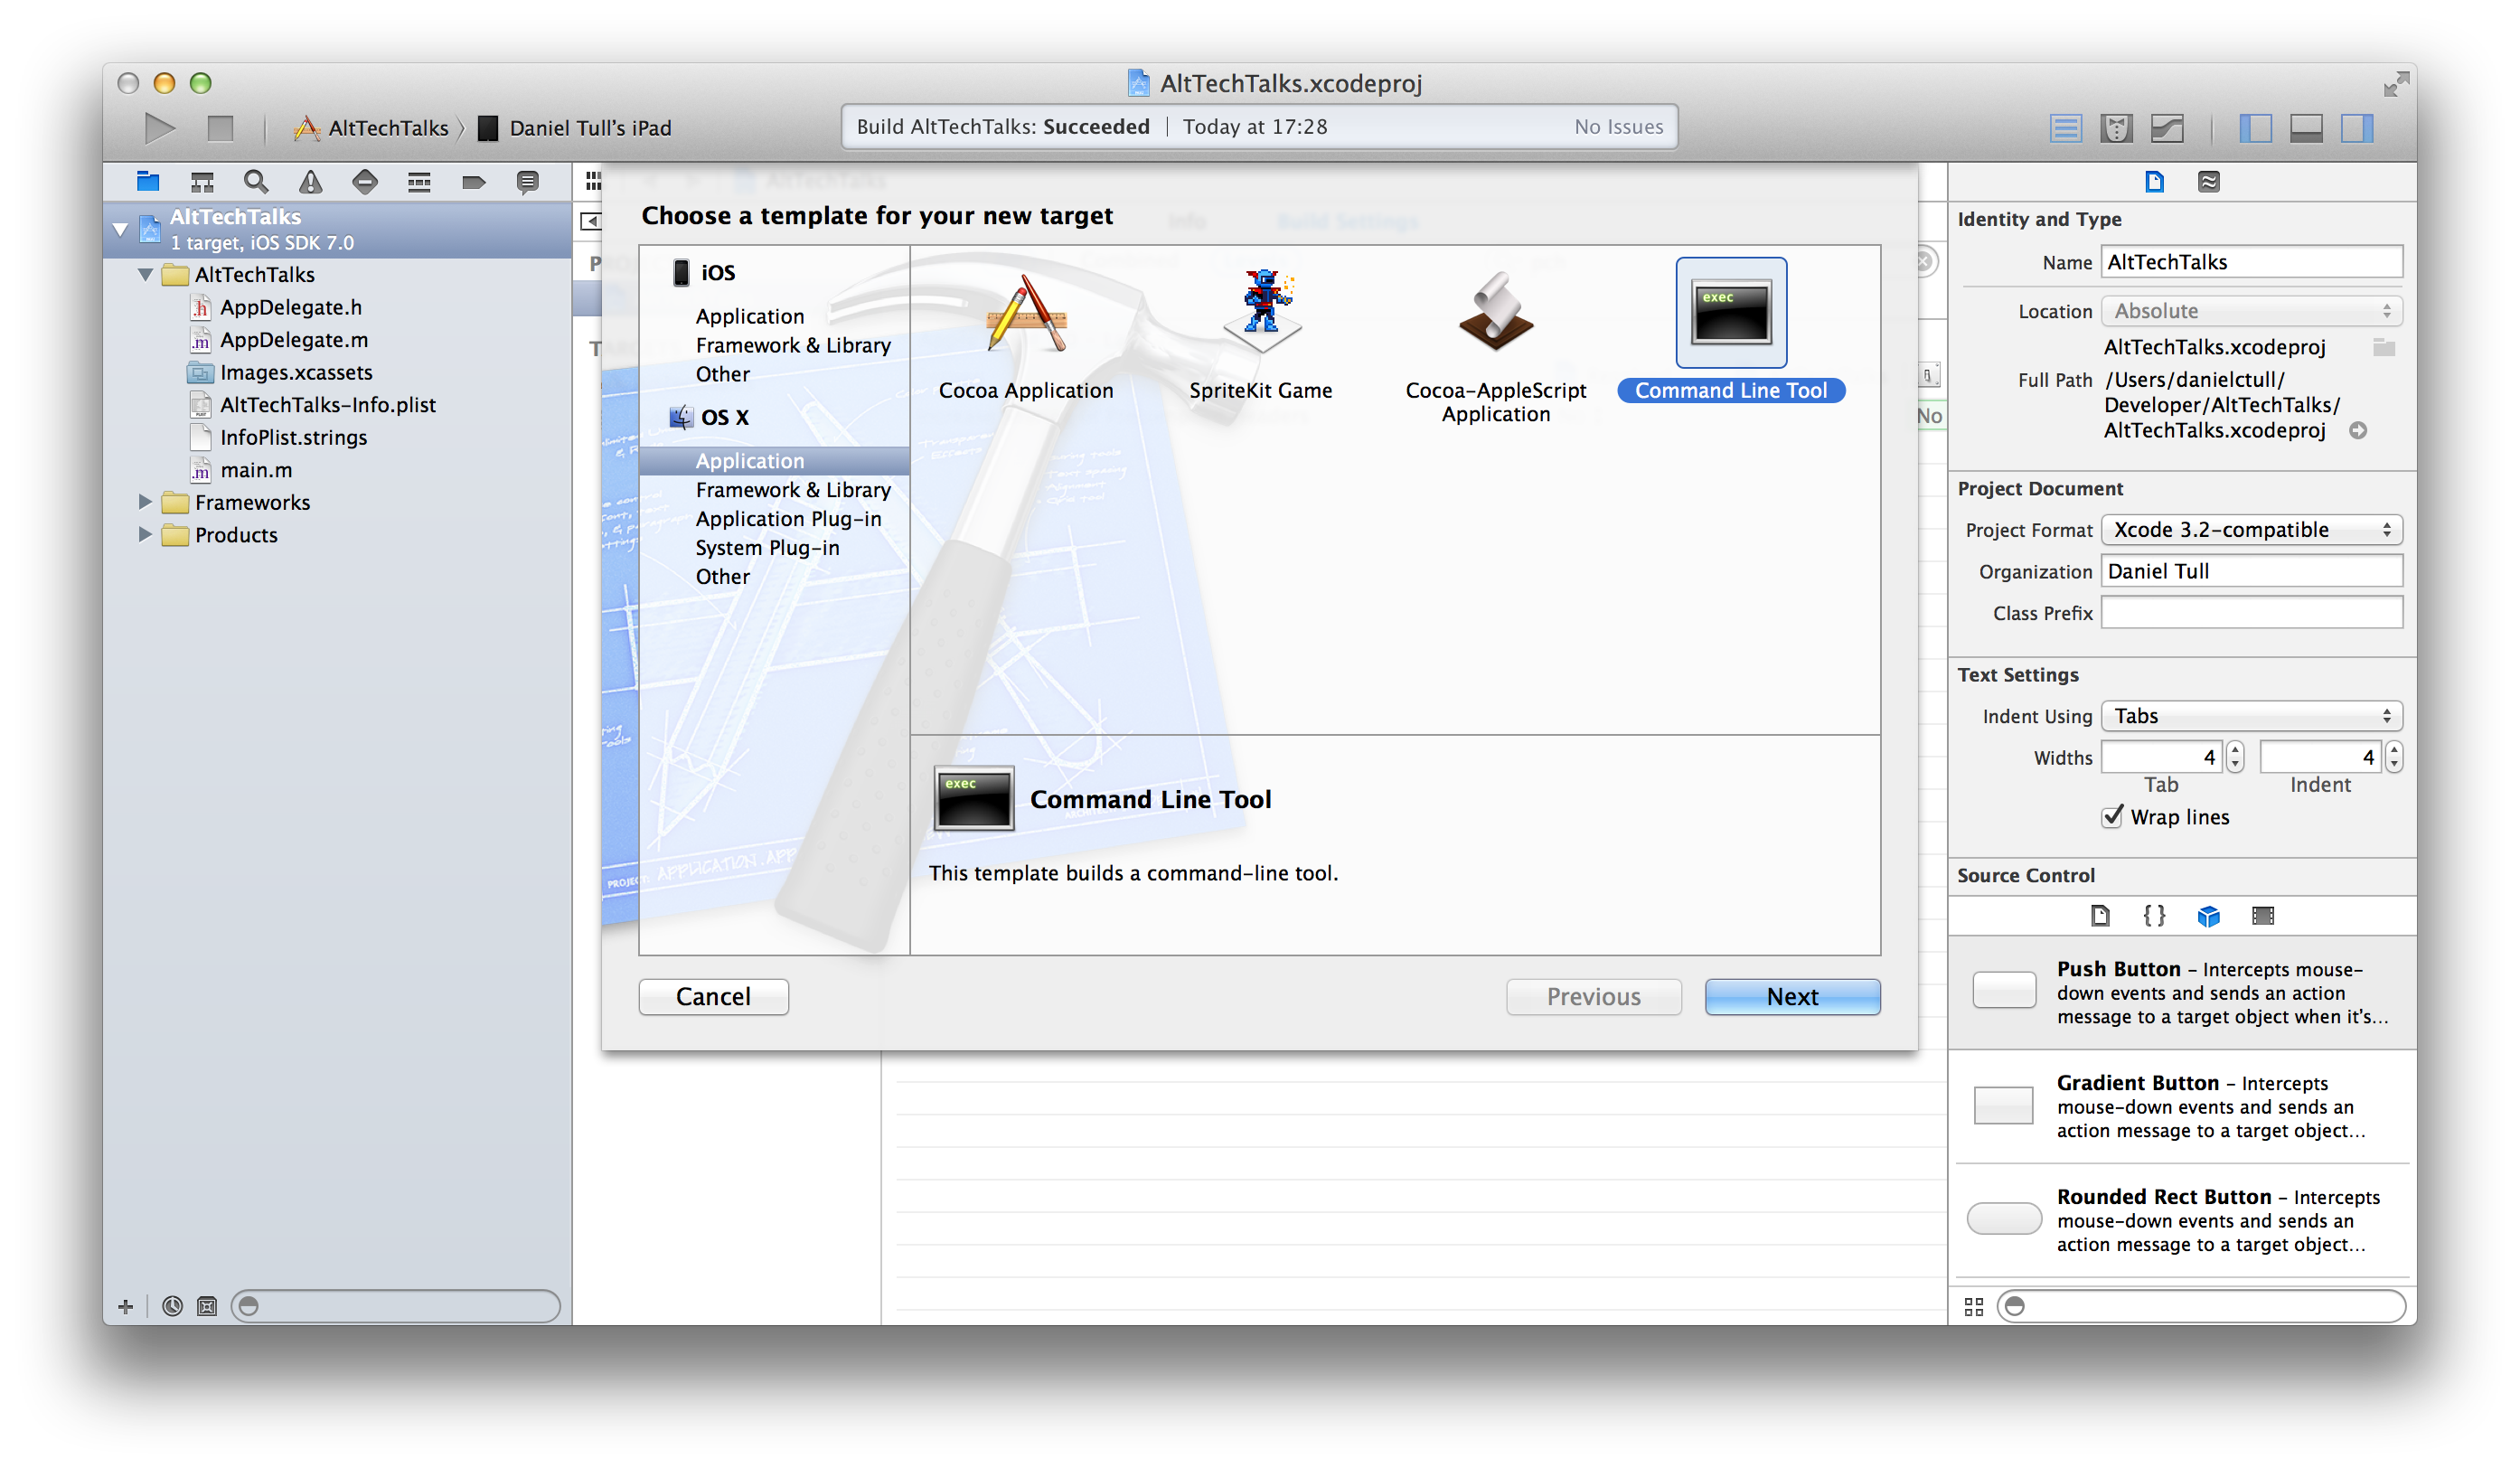 AltTechTalks.xcodeproj
AltTechTalks
Daniel Tull's iPad
Build AltTechTalks: Succeeded | Today at 17:28
No Issues
AltTechTalks
1 target, iOS SDK 7.0
AltTechTalks
AppDelegate.h
AppDelegate.m
Images.xcassets
AltTechTalks-Info.plist
InfoPlist.strings
main.m
Frameworks
Products
AltTechTalks
Info
Build Settings
Choose a template for your new target
iOS
Application
Framework & Library
Other
OS X
Application
Framework & Library
Application Plug-in
System Plug-in
Other
Cocoa Application
SpriteKit Game
Cocoa-AppleScript
Application
exec
Command Line Tool
exec
Command Line Tool
This template builds a command-line tool.
PROJECT: APPLICATION.APP
Cancel
Previous
Next
No
Identity and Type
Name AltTechTalks
Location Absolute
AltTechTalks.xcodeproj
Full Path /Users/danielctull/
Developer/AltTechTalks/
AltTechTalks.xcodeproj
Project Document
Project Format Xcode 3.2-compatible
Organization Daniel Tull
Class Prefix
Text Settings
Indent Using Tabs
Widths 4 4
Tab Indent
Wrap lines
Source Control
{ }
Push Button - Intercepts mouse-
down events and sends an action
message to a target object when it's...
Gradient Button - Intercepts
mouse-down events and sends an
action message to a target object...
Rounded Rect Button - Intercepts
mouse-down events and sends an
action message to a target object...